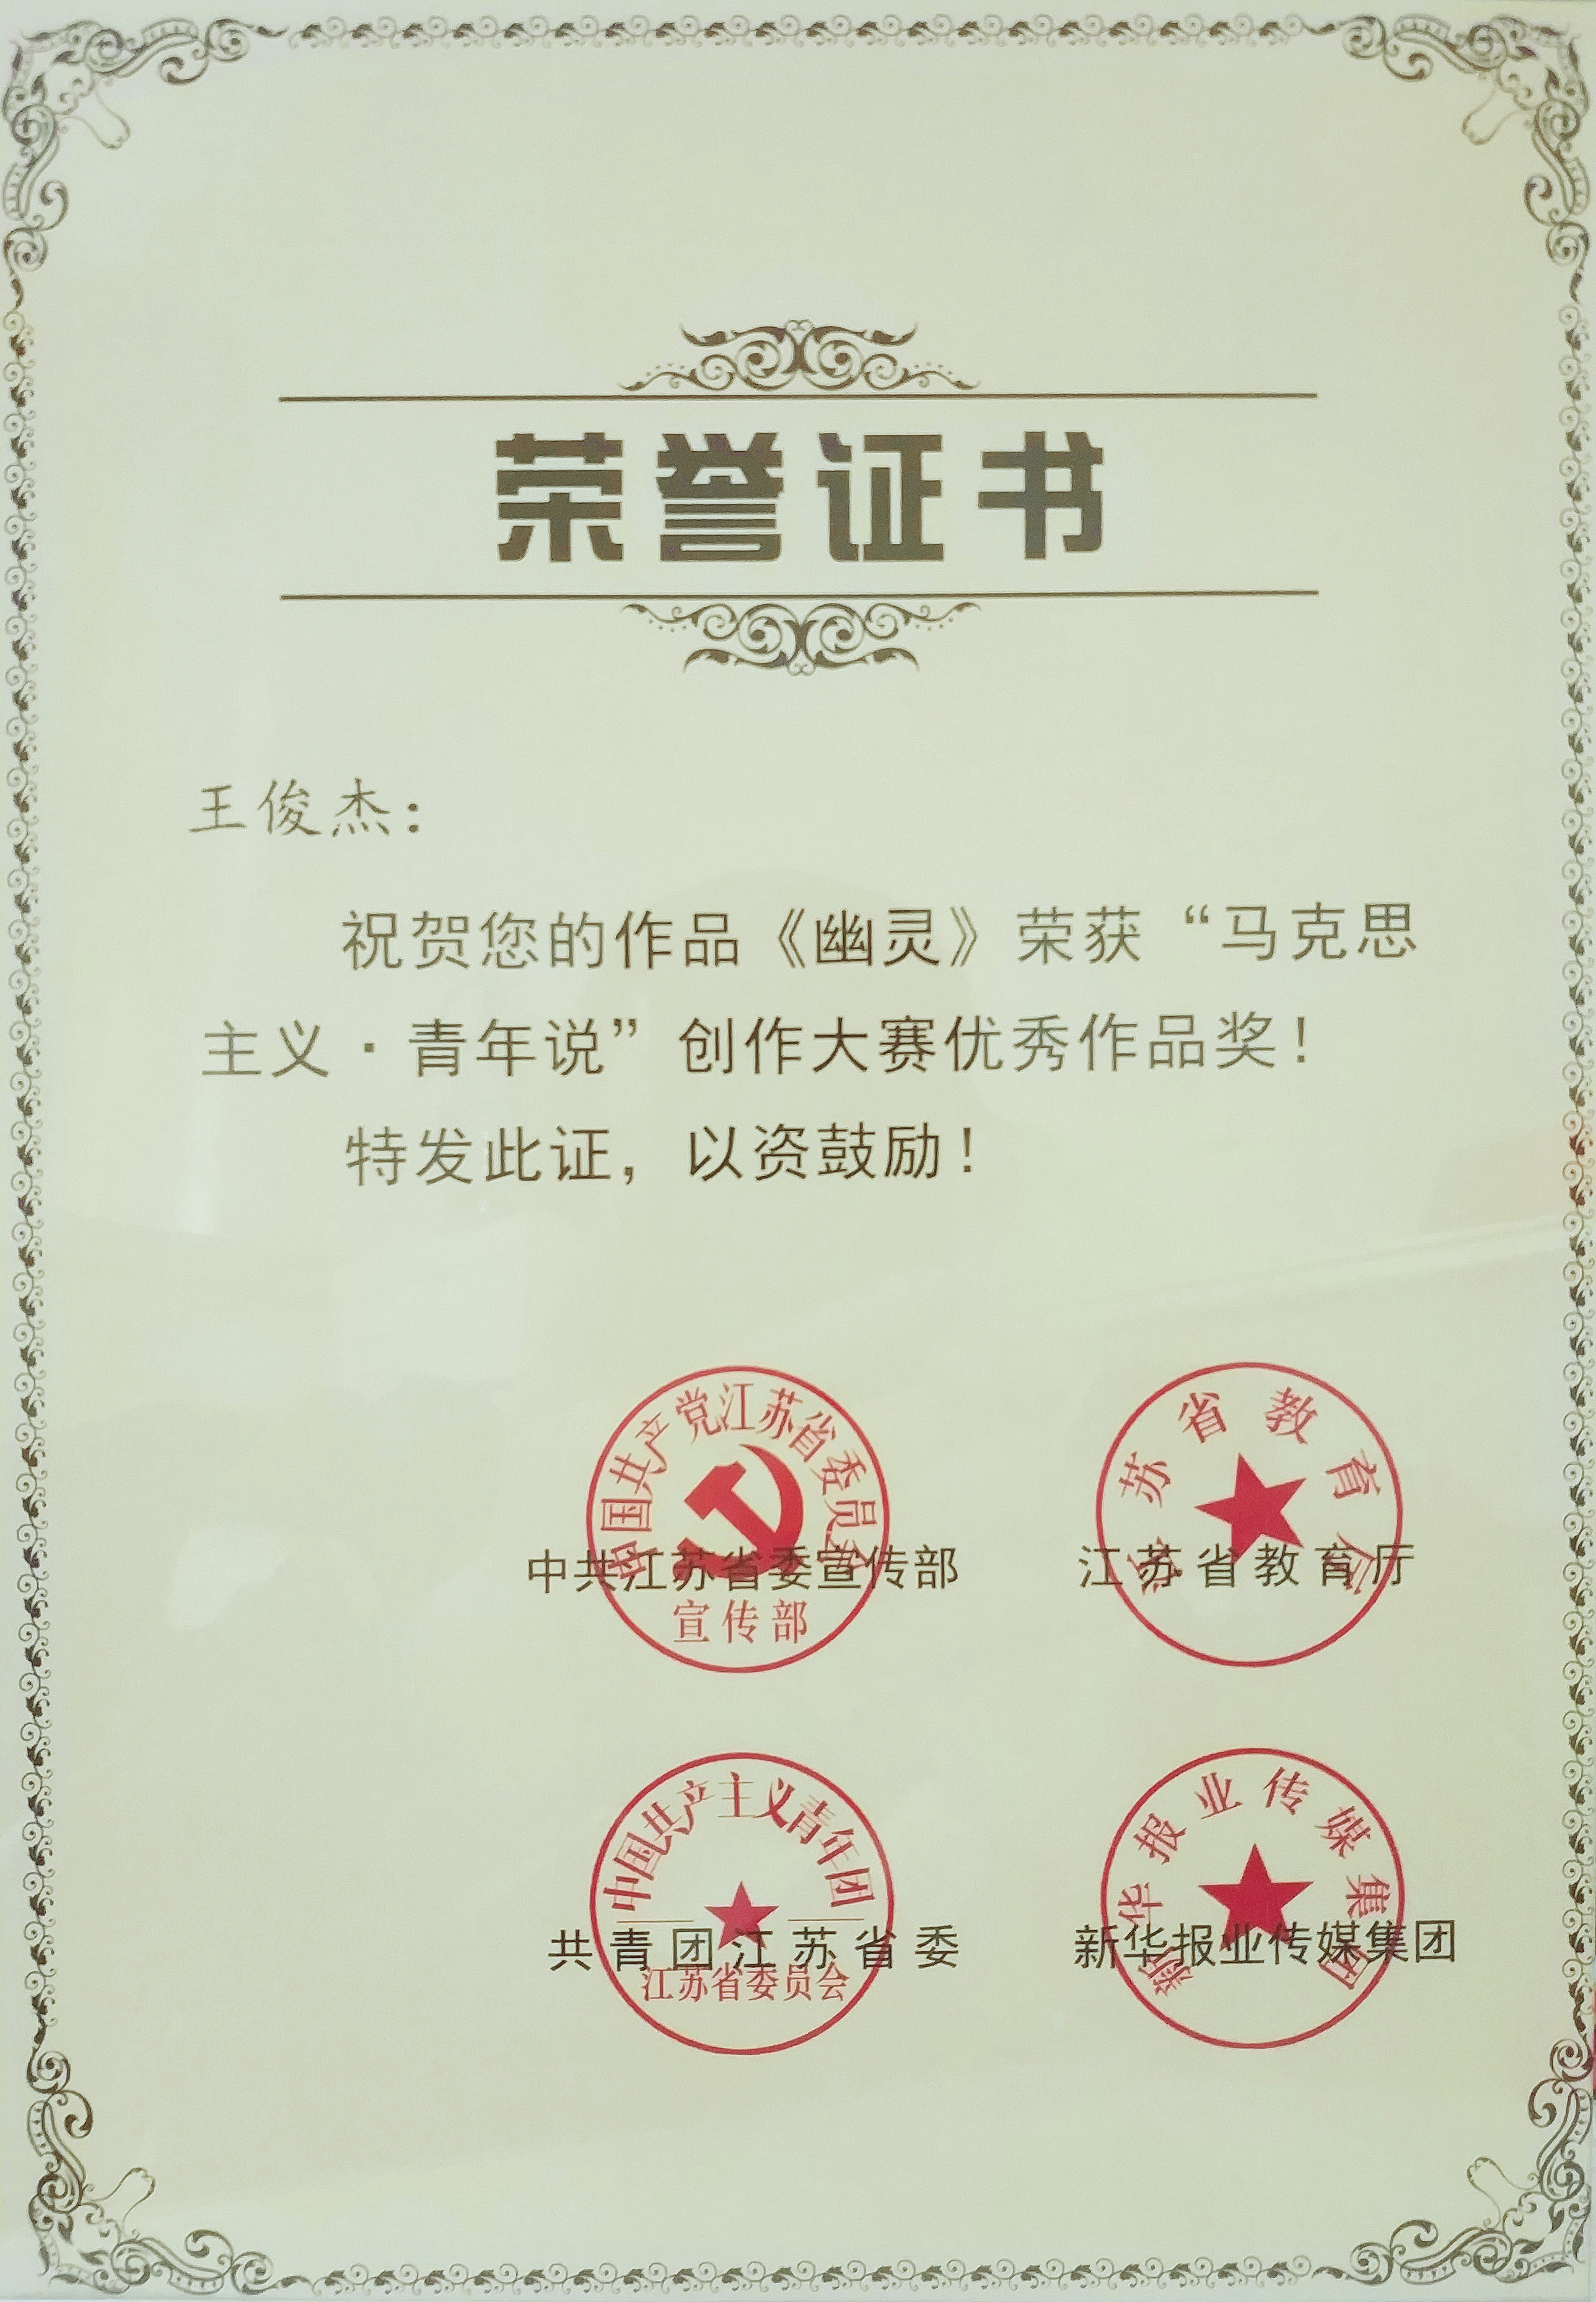 荣誉证书
王俊杰：
祝贺您的作品《幽灵》荣获“马克思
主义·青年说”创作大赛优秀作品奖！
特发此证，以资鼓励！
中国共产党江苏省委员会
中共江苏省委宣传部
宣传部
江苏省教育厅
江苏省教育厅
中国共产主义青年团
共青团江苏省委
江苏省委员会
新华报业传媒集团
新华报业传媒集团